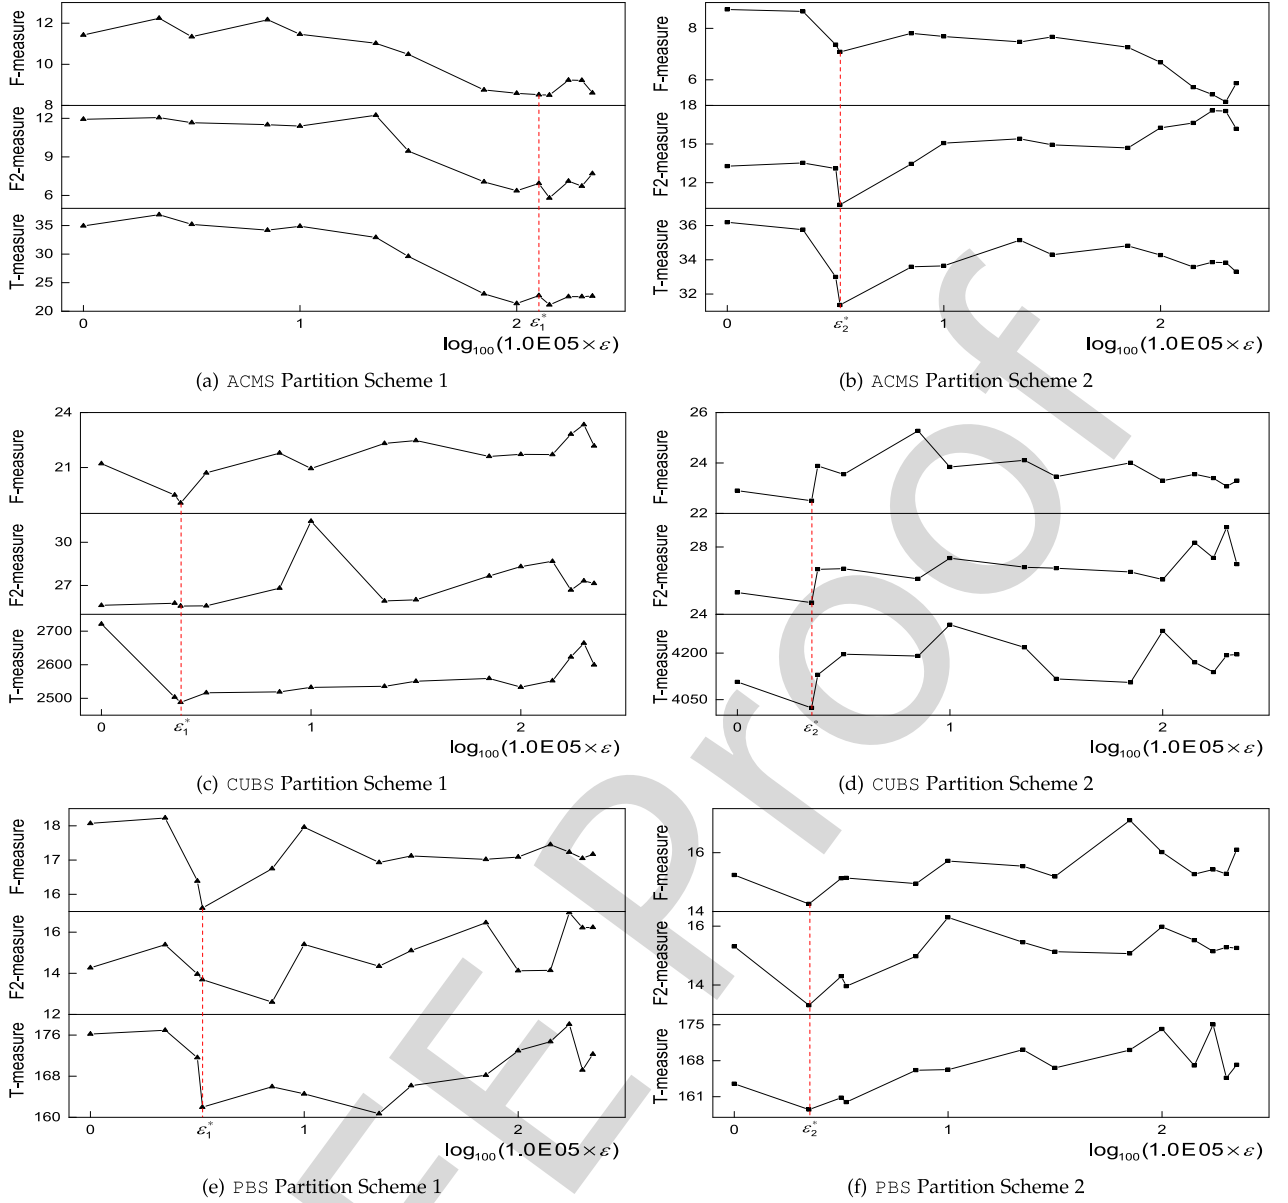 F-measure
12
10
8
F2-measure
12
9
6
T-measure
35
30
25
20
0 1 2
ε₁*
log₁₀₀(1.0E05×ε)
(a) ACMS Partition Scheme 1
F-measure
8
6
18
F2-measure
15
12
T-measure
36
34
32
0 1 2
ε₂*
log₁₀₀(1.0E05×ε)
(b) ACMS Partition Scheme 2
F-measure
24
21
F2-measure
30
27
T-measure
2700
2600
2500
0 1 2
ε₁*
log₁₀₀(1.0E05×ε)
(c) CUBS Partition Scheme 1
F-measure
26
24
22
F2-measure
28
24
T-measure
4200
4050
0 1 2
ε₂*
log₁₀₀(1.0E05×ε)
(d) CUBS Partition Scheme 2
F-measure
18
17
16
F2-measure
16
14
12
T-measure
176
168
160
0 1 2
ε₁*
log₁₀₀(1.0E05×ε)
(e) PBS Partition Scheme 1
F-measure
16
14
F2-measure
16
14
T-measure
175
168
161
0 1 2
ε₂*
log₁₀₀(1.0E05×ε)
(f) PBS Partition Scheme 2
EE Proof